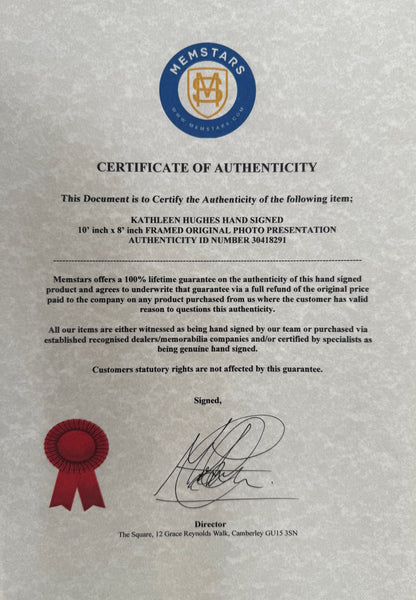 MEMSTARS
MS
WWW.MEMSTARS.COM
CERTIFICATE OF AUTHENTICITY
This Document is to Certify the Authenticity of the following item;
KATHLEEN HUGHES HAND SIGNED
10' inch x 8' inch FRAMED ORIGINAL PHOTO PRESENTATION
AUTHENTICITY ID NUMBER 30418291
Memstars offers a 100% lifetime guarantee on the authenticity of this hand signed
product and agrees to underwrite that guarantee via a full refund of the original price
paid to the company on any product purchased from us where the customer has valid
reason to questions this authenticity.
All our items are either witnessed as being hand signed by our team or purchased via
established recognised dealers/memorabilia companies and/or certified by specialists as
being genuine hand signed.
Customers statutory rights are not affected by this guarantee.
Signed,
Director
The Square, 12 Grace Reynolds Walk, Camberley GU15 3SN